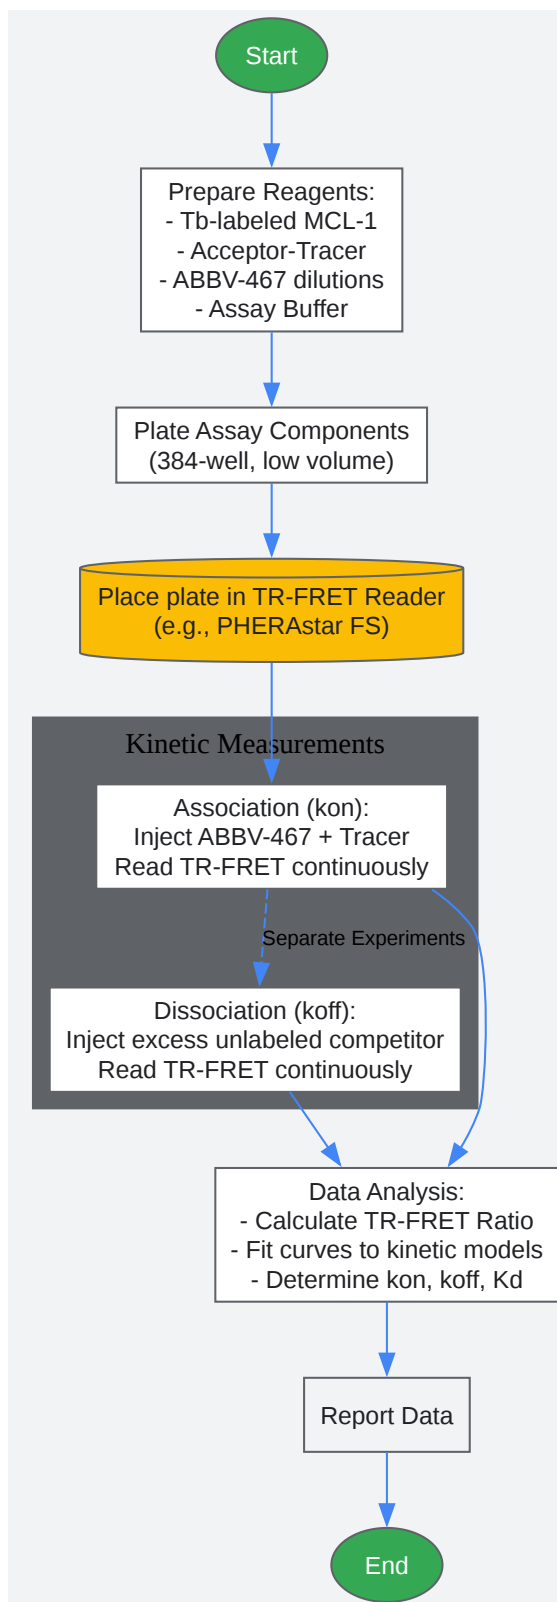 Start
Prepare Reagents:
- Tb-labeled MCL-1
- Acceptor-Tracer
- ABBV-467 dilutions
- Assay Buffer
Plate Assay Components
(384-well, low volume)
Place plate in TR-FRET Reader
(e.g., PHERAstar FS)
Kinetic Measurements
Association (kon):
Inject ABBV-467 + Tracer
Read TR-FRET continuously
Separate Experiments
Dissociation (koff):
Inject excess unlabeled competitor
Read TR-FRET continuously
Data Analysis:
- Calculate TR-FRET Ratio
- Fit curves to kinetic models
- Determine kon, koff, Kd
Report Data
End